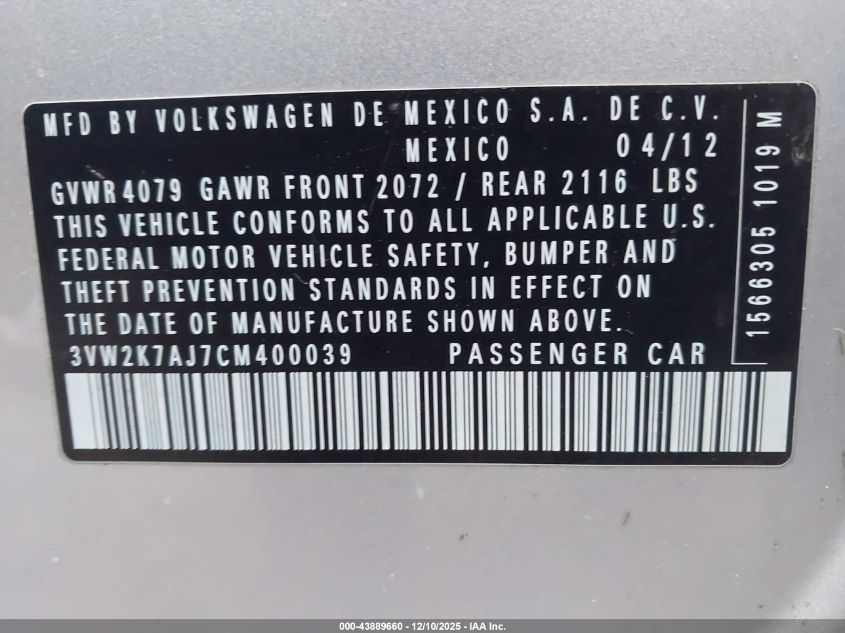 MFD BY VOLKSWAGEN DE MEXICO S.A. DE C.V.
MEXICO 04/12
GVWR 4079 GAWR FRONT 2072 / REAR 2116 LBS
THIS VEHICLE CONFORMS TO ALL APPLICABLE U.S.
FEDERAL MOTOR VEHICLE SAFETY, BUMPER AND
THEFT PREVENTION STANDARDS IN EFFECT ON
THE DATE OF MANUFACTURE SHOWN ABOVE.
3VW2K7AJ7CM400039 PASSENGER CAR
1566305 1019 M
000-43889660 - 12/10/2025 - IAA Inc.